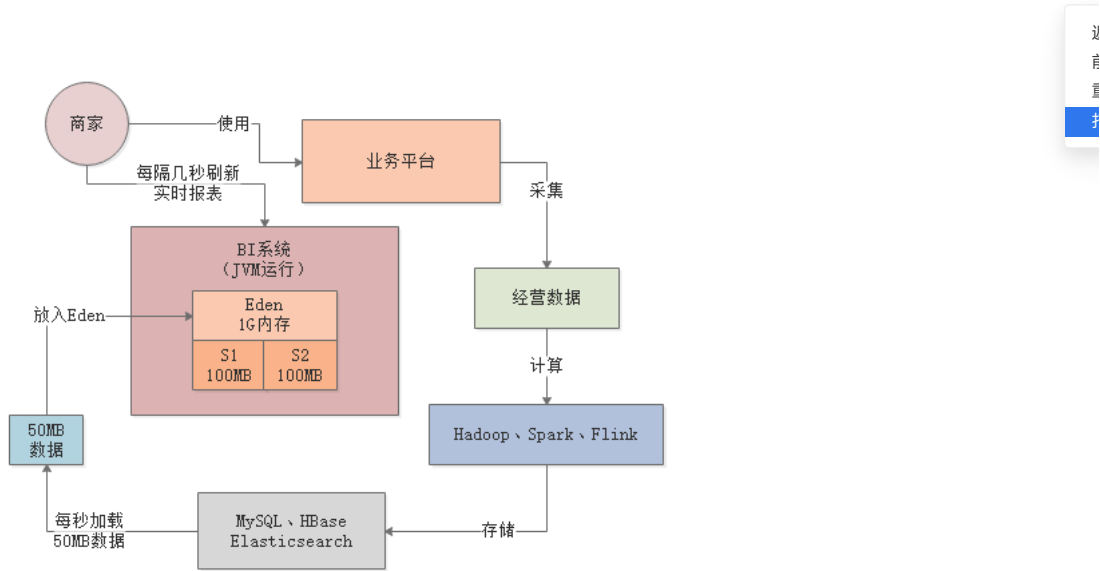 商家
使用
业务平台
每隔几秒刷新
实时报表
采集
BI系统
（JVM运行）
Eden
1G内存
S1
100MB
S2
100MB
放入Eden
经营数据
计算
50MB
数据
Hadoop、Spark、Flink
每秒加载
50MB数据
MySQL、HBase
Elasticsearch
存储